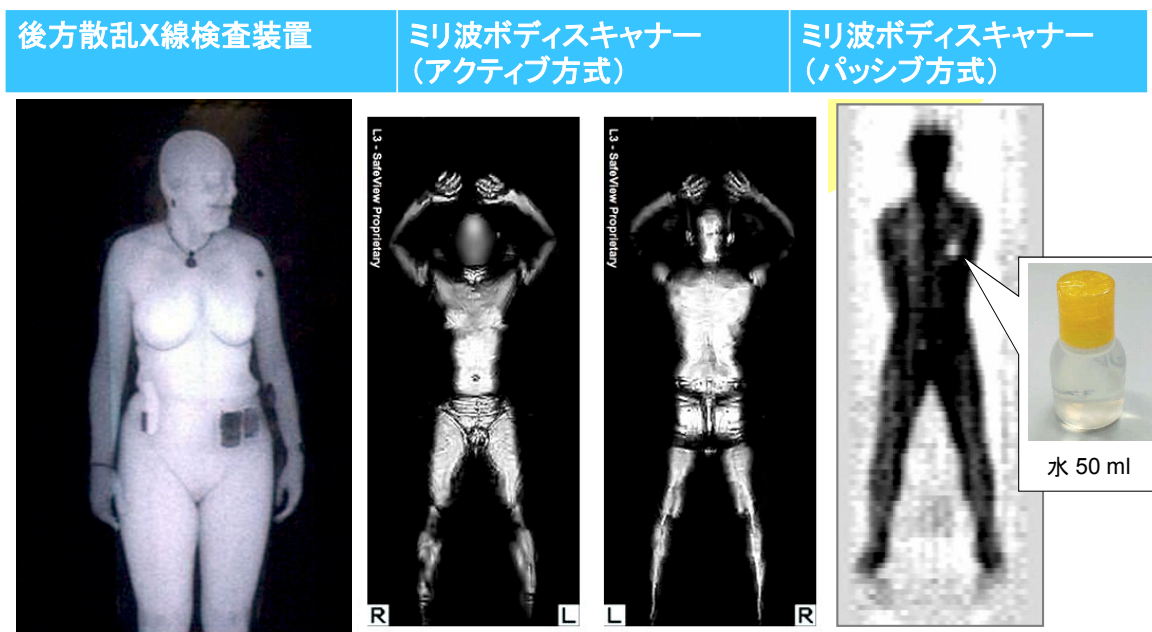 後方散乱X線検査装置
ミリ波ボディスキャナー
（アクティブ方式）
ミリ波ボディスキャナー
（パッシブ方式）
L3 - SafeView Proprietary
L3 - SafeView Proprietary
R
L
L
R
水 50 ml